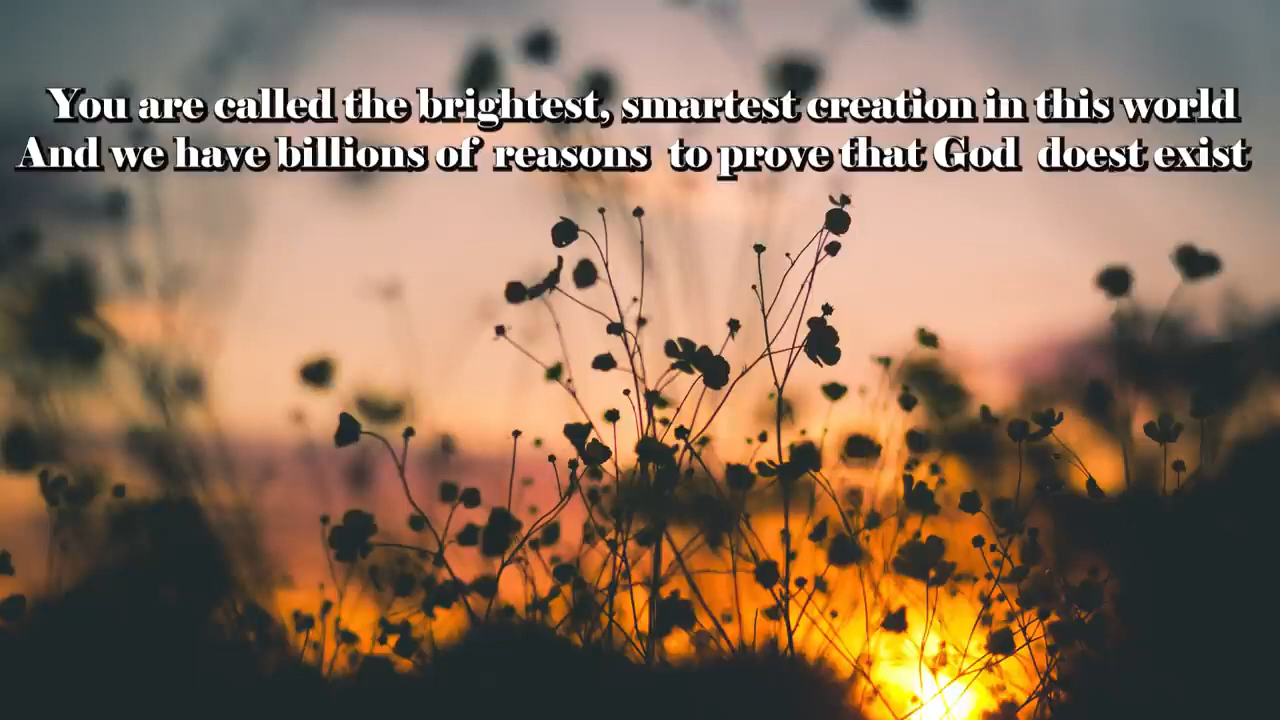 You are called the brightest, smartest creation in this world
And we have billions of reasons to prove that God doest exist